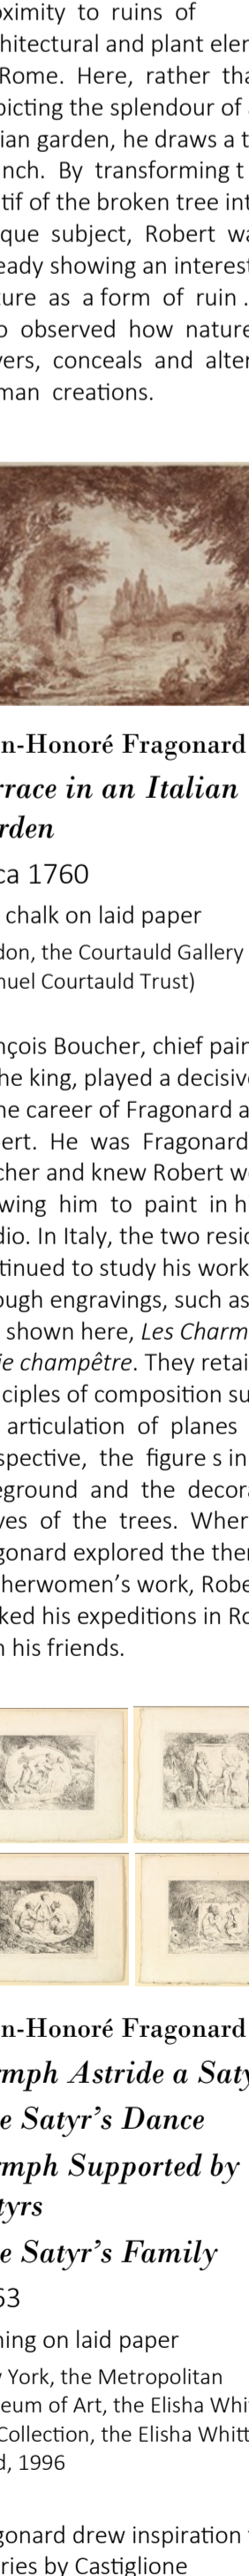 oximity to ruins of
chitectural and plant eler
Rome. Here, rather tha
picting the splendour of
lian garden, he draws a t
nch. By transforming t
tif of the broken tree int
que subject, Robert wa
eady showing an interest
ture as a form of ruin .
o observed how nature
vers, conceals and alter
man creations.
n-Honoré Fragonard
rrace in an Italian
rden
ca 1760
chalk on laid paper
don, the Courtauld Gallery
nuel Courtauld Trust)
nçois Boucher, chief pain
he king, played a decisive
ne career of Fragonard a
ert. He was Fragonard
cher and knew Robert we
wing him to paint in h
dio. In Italy, the two resid
tinued to study his work
ough engravings, such as
shown here, Les Charm
ie champêtre. They retai
ciples of composition su
articulation of planes
spective, the figure s in
eground and the decora
ves of the trees. Wher
gonard explored the ther
herwomen's work, Robe
ked his expeditions in Ro
n his friends.
n-Honoré Fragonard
mph Astride a Saty
e Satyr's Dance
mph Supported by
tyrs
e Satyr's Family
63
hing on laid paper
v York, the Metropolitan
eum of Art, the Elisha Whi
Collection, the Elisha Whitt
d, 1996
gonard drew inspiration
ries by Castiglione